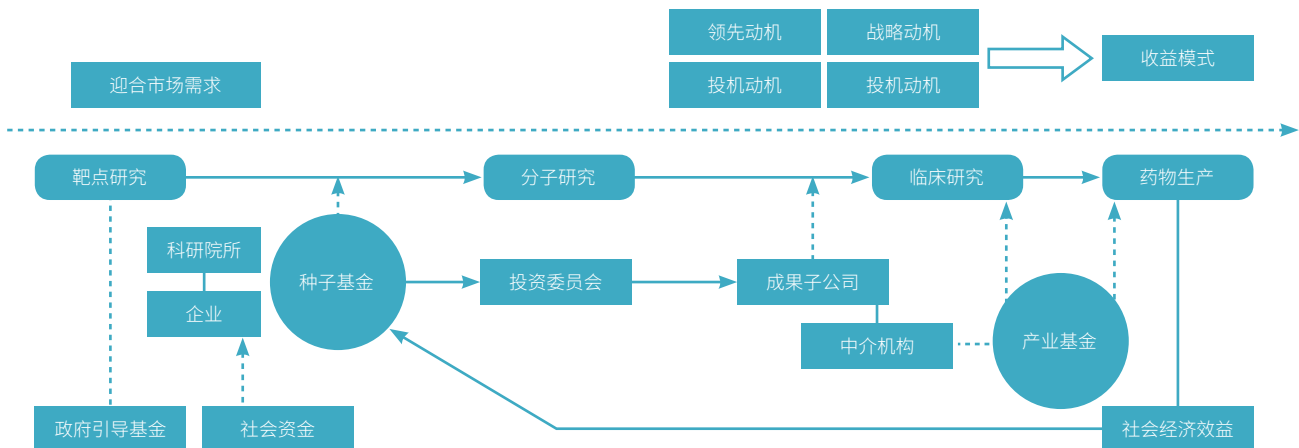 领先动机
战略动机
投机动机
投机动机
收益模式
迎合市场需求
靶点研究
分子研究
临床研究
药物生产
科研院所
企业
种子基金
投资委员会
成果子公司
中介机构
产业基金
政府引导基金
社会资金
社会经济效益